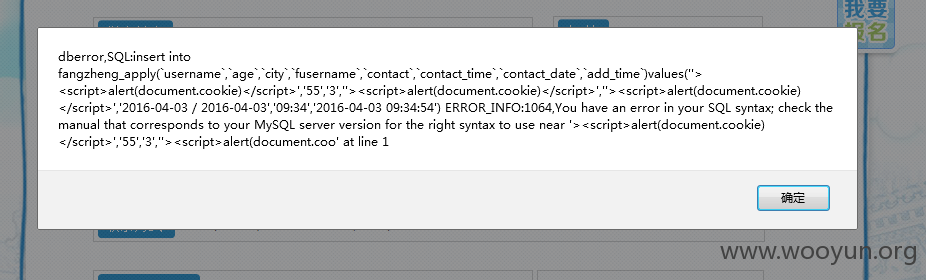 我要
报名
dberror,SQL:insert into
fangzheng_apply(`username`,`age`,`city`,`fusername`,`contact`,`contact_time`,`contact_date`,`add_time`)values(''>
<script>alert(document.cookie)</script>','55','3',''><script>alert(document.cookie)</script>',''><script>alert(document.cookie)
</script>','2016-04-03 / 2016-04-03','09:34','2016-04-03 09:34:54') ERROR_INFO:1064,You have an error in your SQL syntax; check the
manual that corresponds to your MySQL server version for the right syntax to use near '><script>alert(document.cookie)
</script>','55','3',''><script>alert(document.coo' at line 1
确定
www.wooyun.org